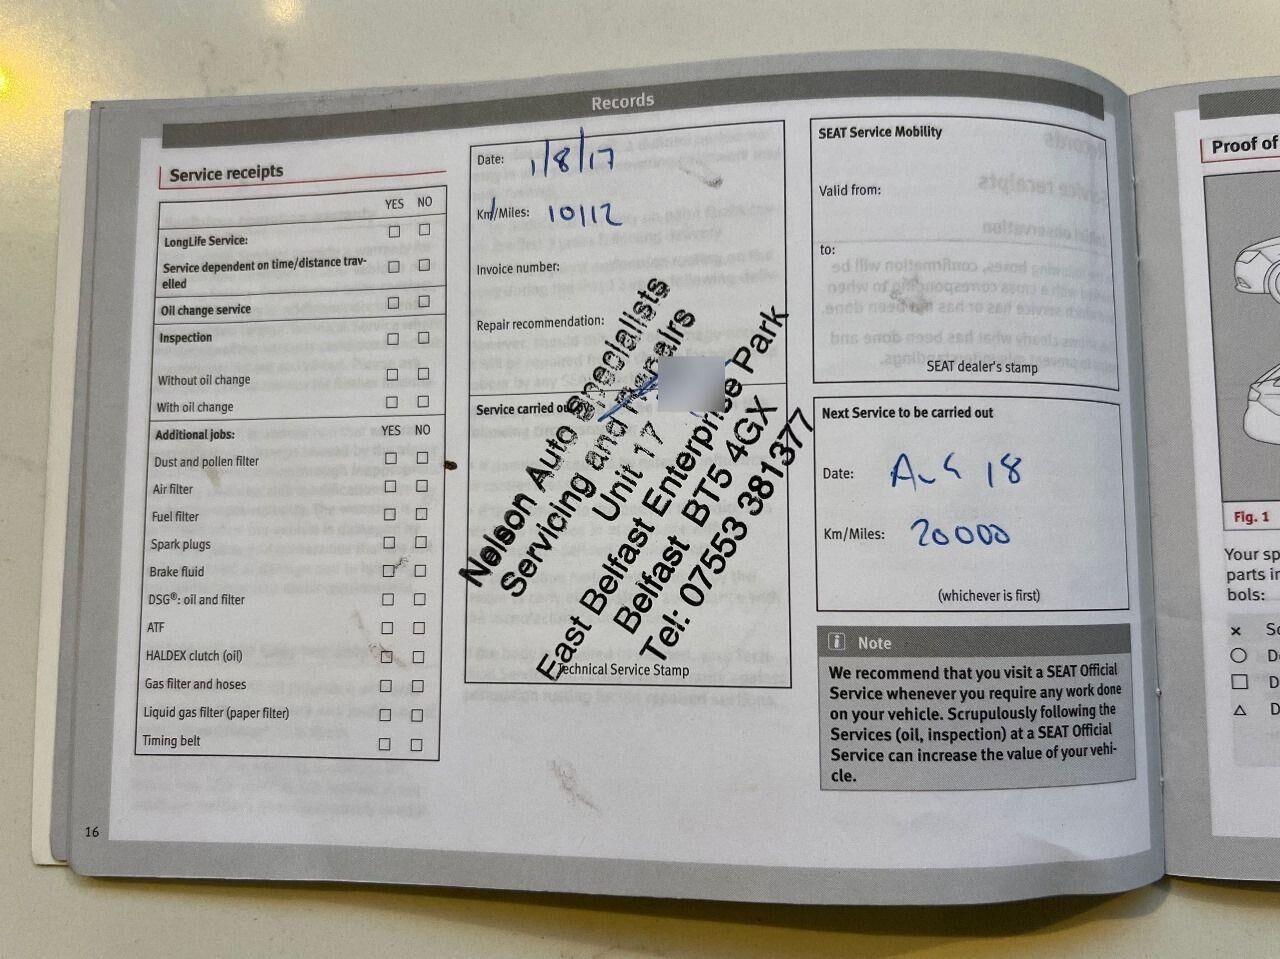 Records
Service receipts
YES NO
LongLife Service:
Service dependent on time/distance trav-
elled
Oil change service
Inspection
Without oil change
With oil change
Additional jobs: YES NO
Dust and pollen filter
Air filter
Fuel filter
Spark plugs
Brake fluid
DSG®: oil and filter
ATF
HALDEX clutch (oil)
Gas filter and hoses
Liquid gas filter (paper filter)
Timing belt
16
Date: 1/8/17
Km/Miles: 10112
Invoice number:
Repair recommendation:
Service carried out
Nelson Auto Specialists
Servicing and Repairs
Unit 17
East Belfast Enterprise Park
Belfast BT5 4GX
Tel: 07553 381377
Technical Service Stamp
SEAT Service Mobility
Valid from:
to:
SEAT dealer's stamp
Next Service to be carried out
Date: AUG 18
Km/Miles: 20000
(whichever is first)
i Note
We recommend that you visit a SEAT Official
Service whenever you require any work done
on your vehicle. Scrupulously following the
Services (oil, inspection) at a SEAT Official
Service can increase the value of your vehi-
cle.
Proof of
Fig. 1
Your sp
parts in
bols: